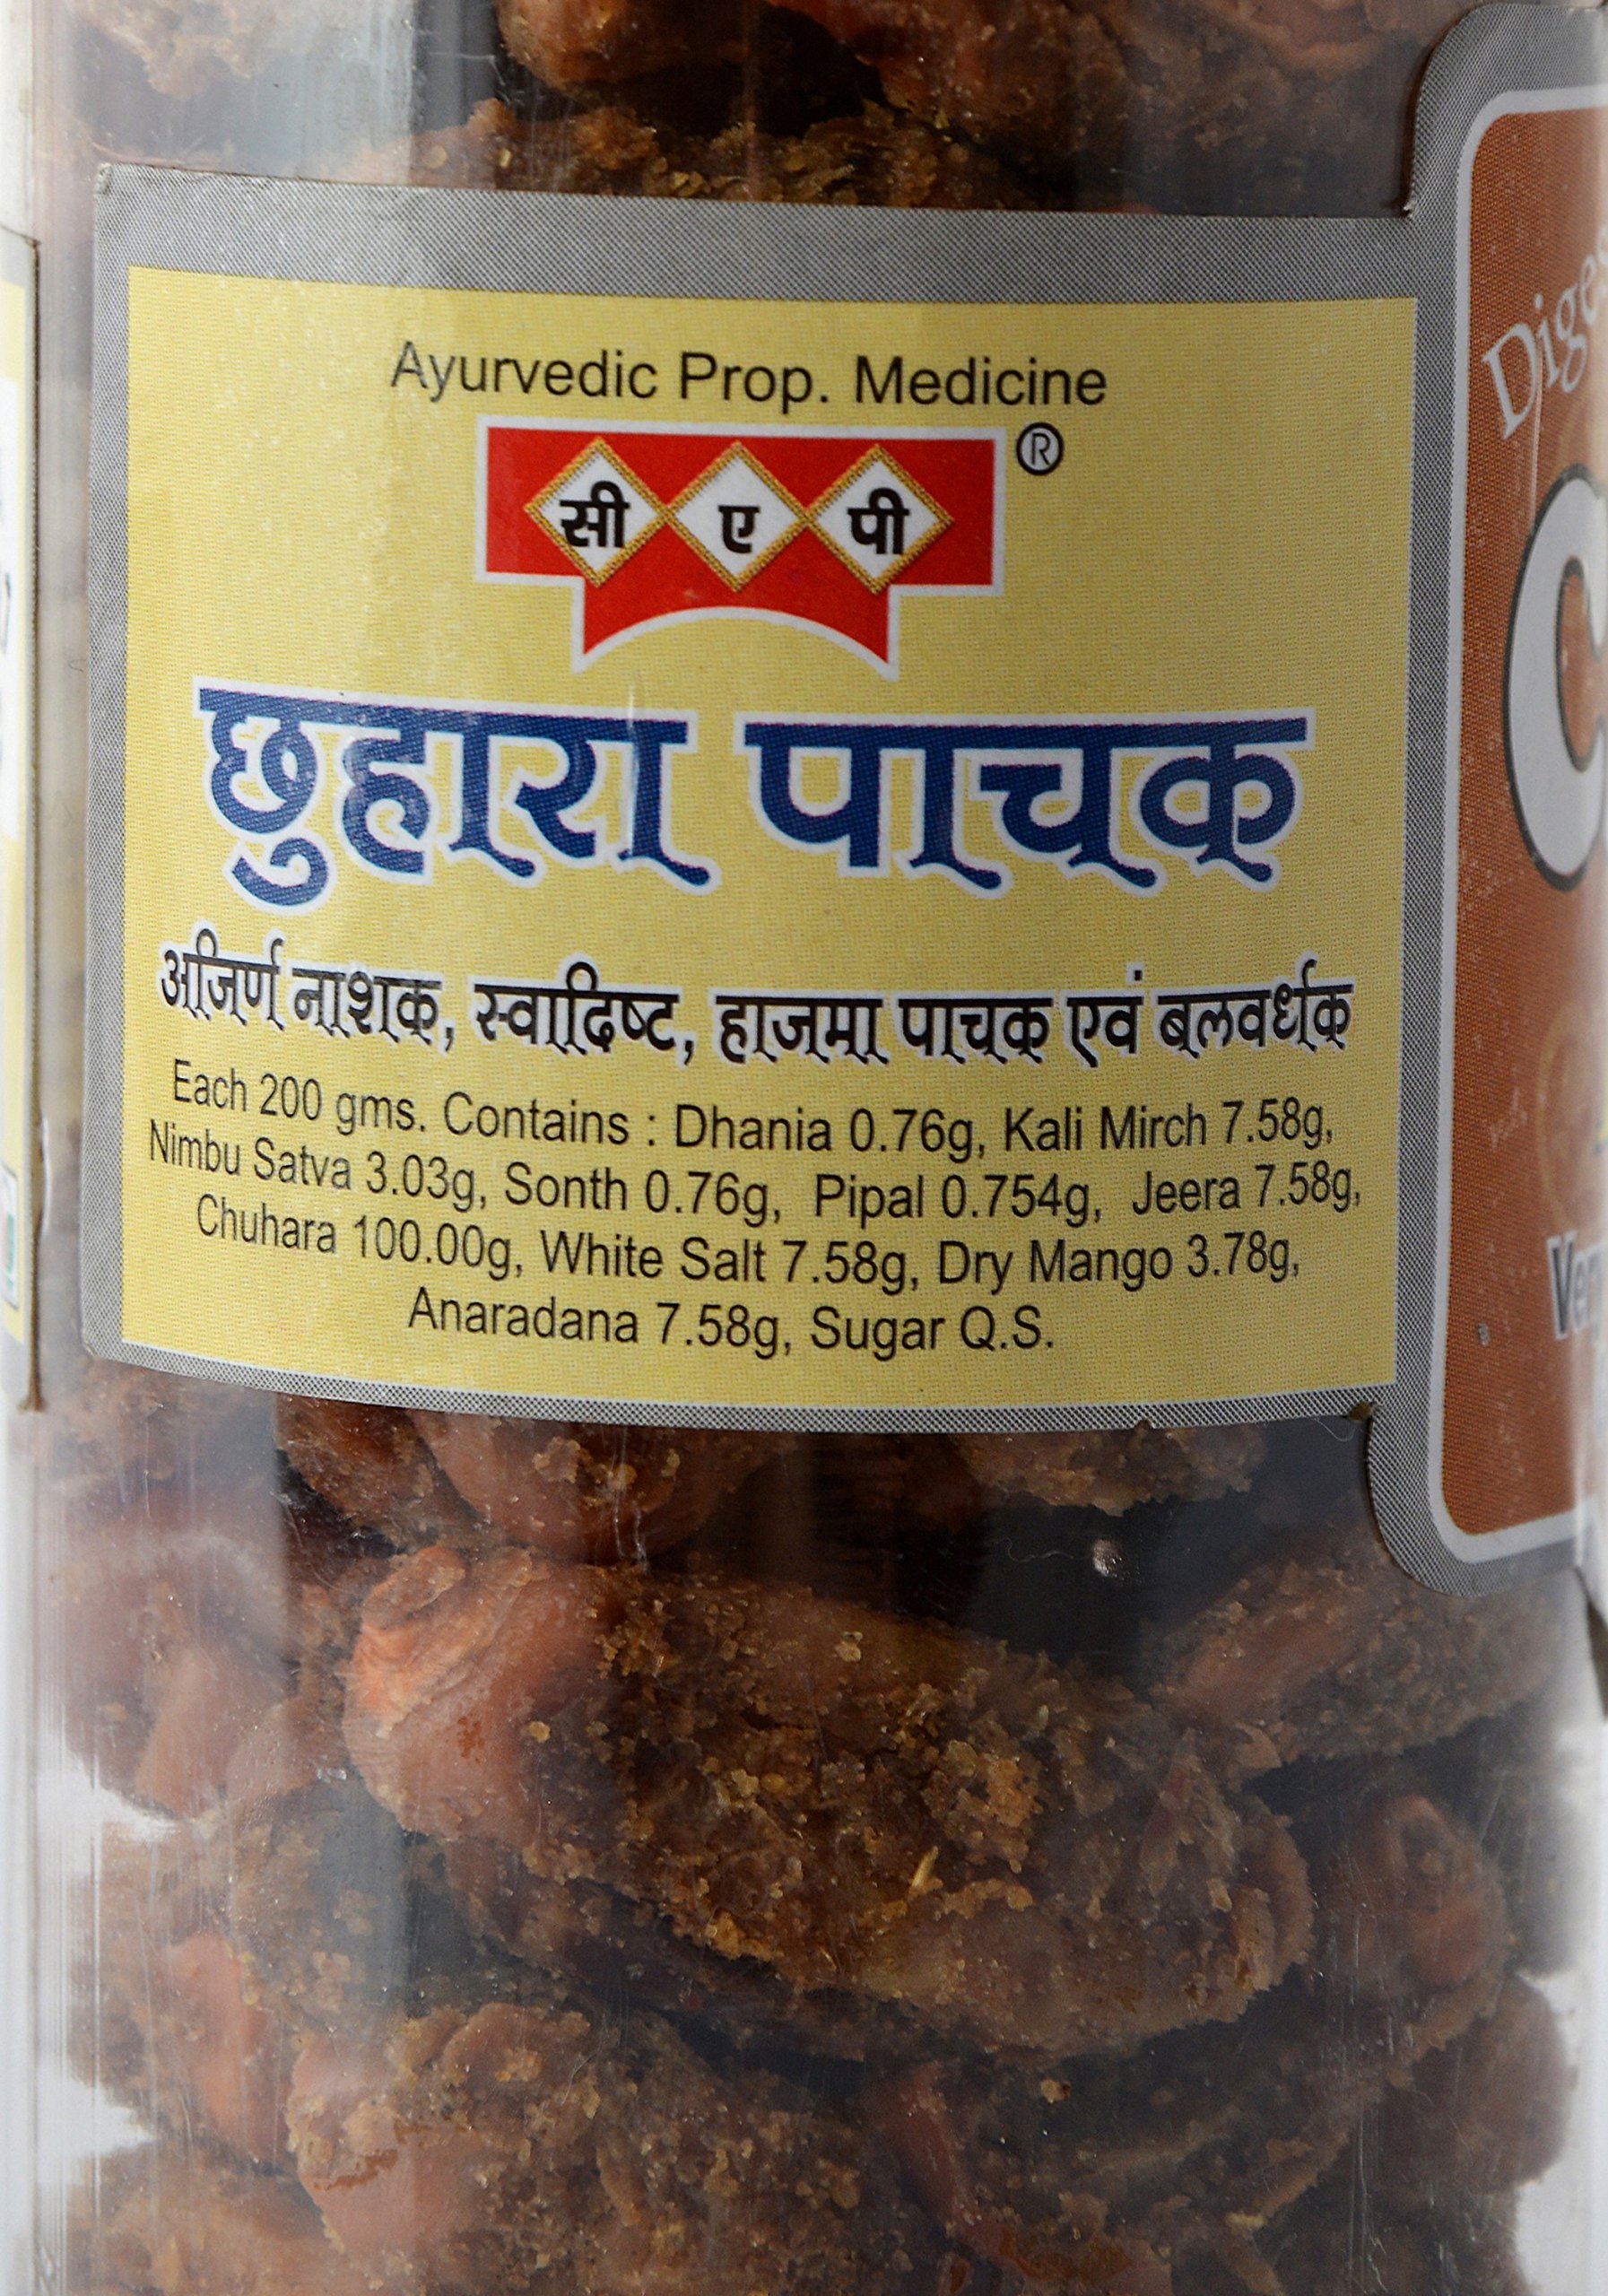 Ayurvedic Prop. Medicine
सी ए पी ®
छुहारा पाचक
अजिर्ण नाशक, स्वादिष्ट, हाजमा पाचक एवं बलवर्धक
Each 200 gms. Contains : Dhania 0.76g, Kali Mirch 7.58g,
Nimbu Satva 3.03g, Sonth 0.76g, Pipal 0.754g, Jeera 7.58g,
Chuhara 100.00g, White Salt 7.58g, Dry Mango 3.78g,
Anaradana 7.58g, Sugar Q.S.